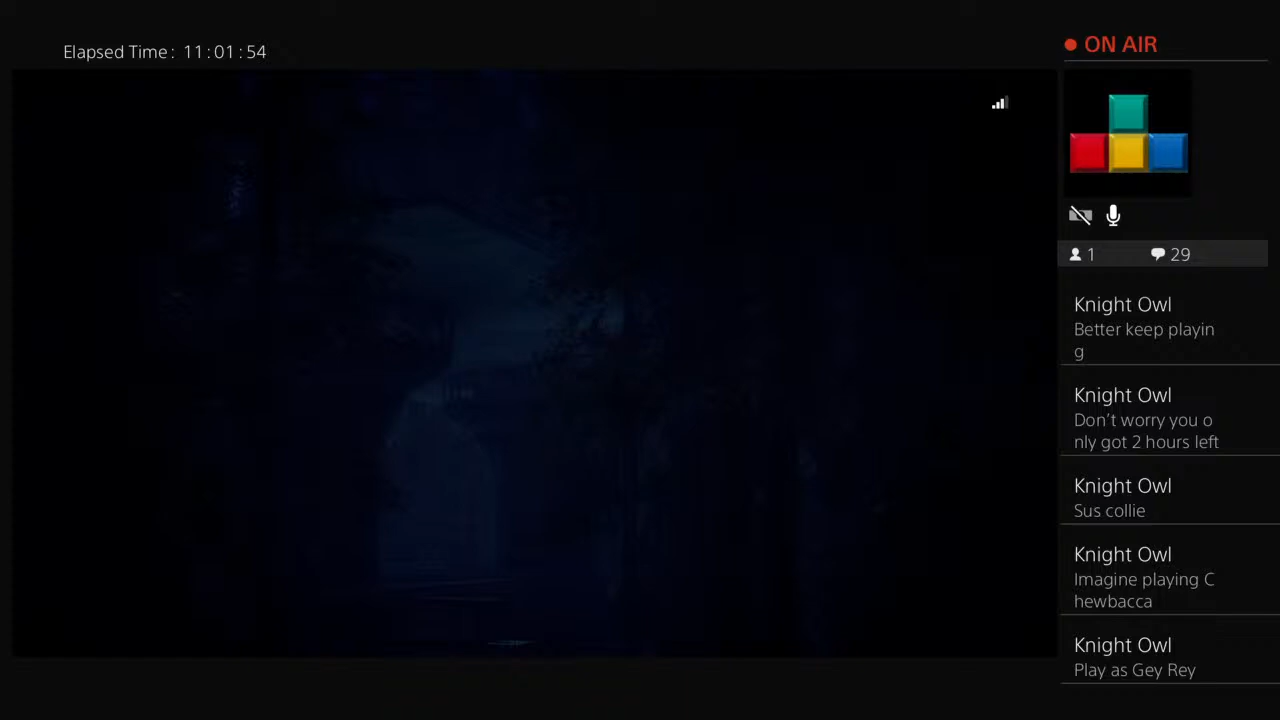 Elapsed Time: 11:01:54
ON AIR
1 29
Knight Owl
Better keep playin
g
Knight Owl
Don't worry you o
nly got 2 hours left
Knight Owl
Sus collie
Knight Owl
Imagine playing C
hewbacca
Knight Owl
Play as Gey Rey